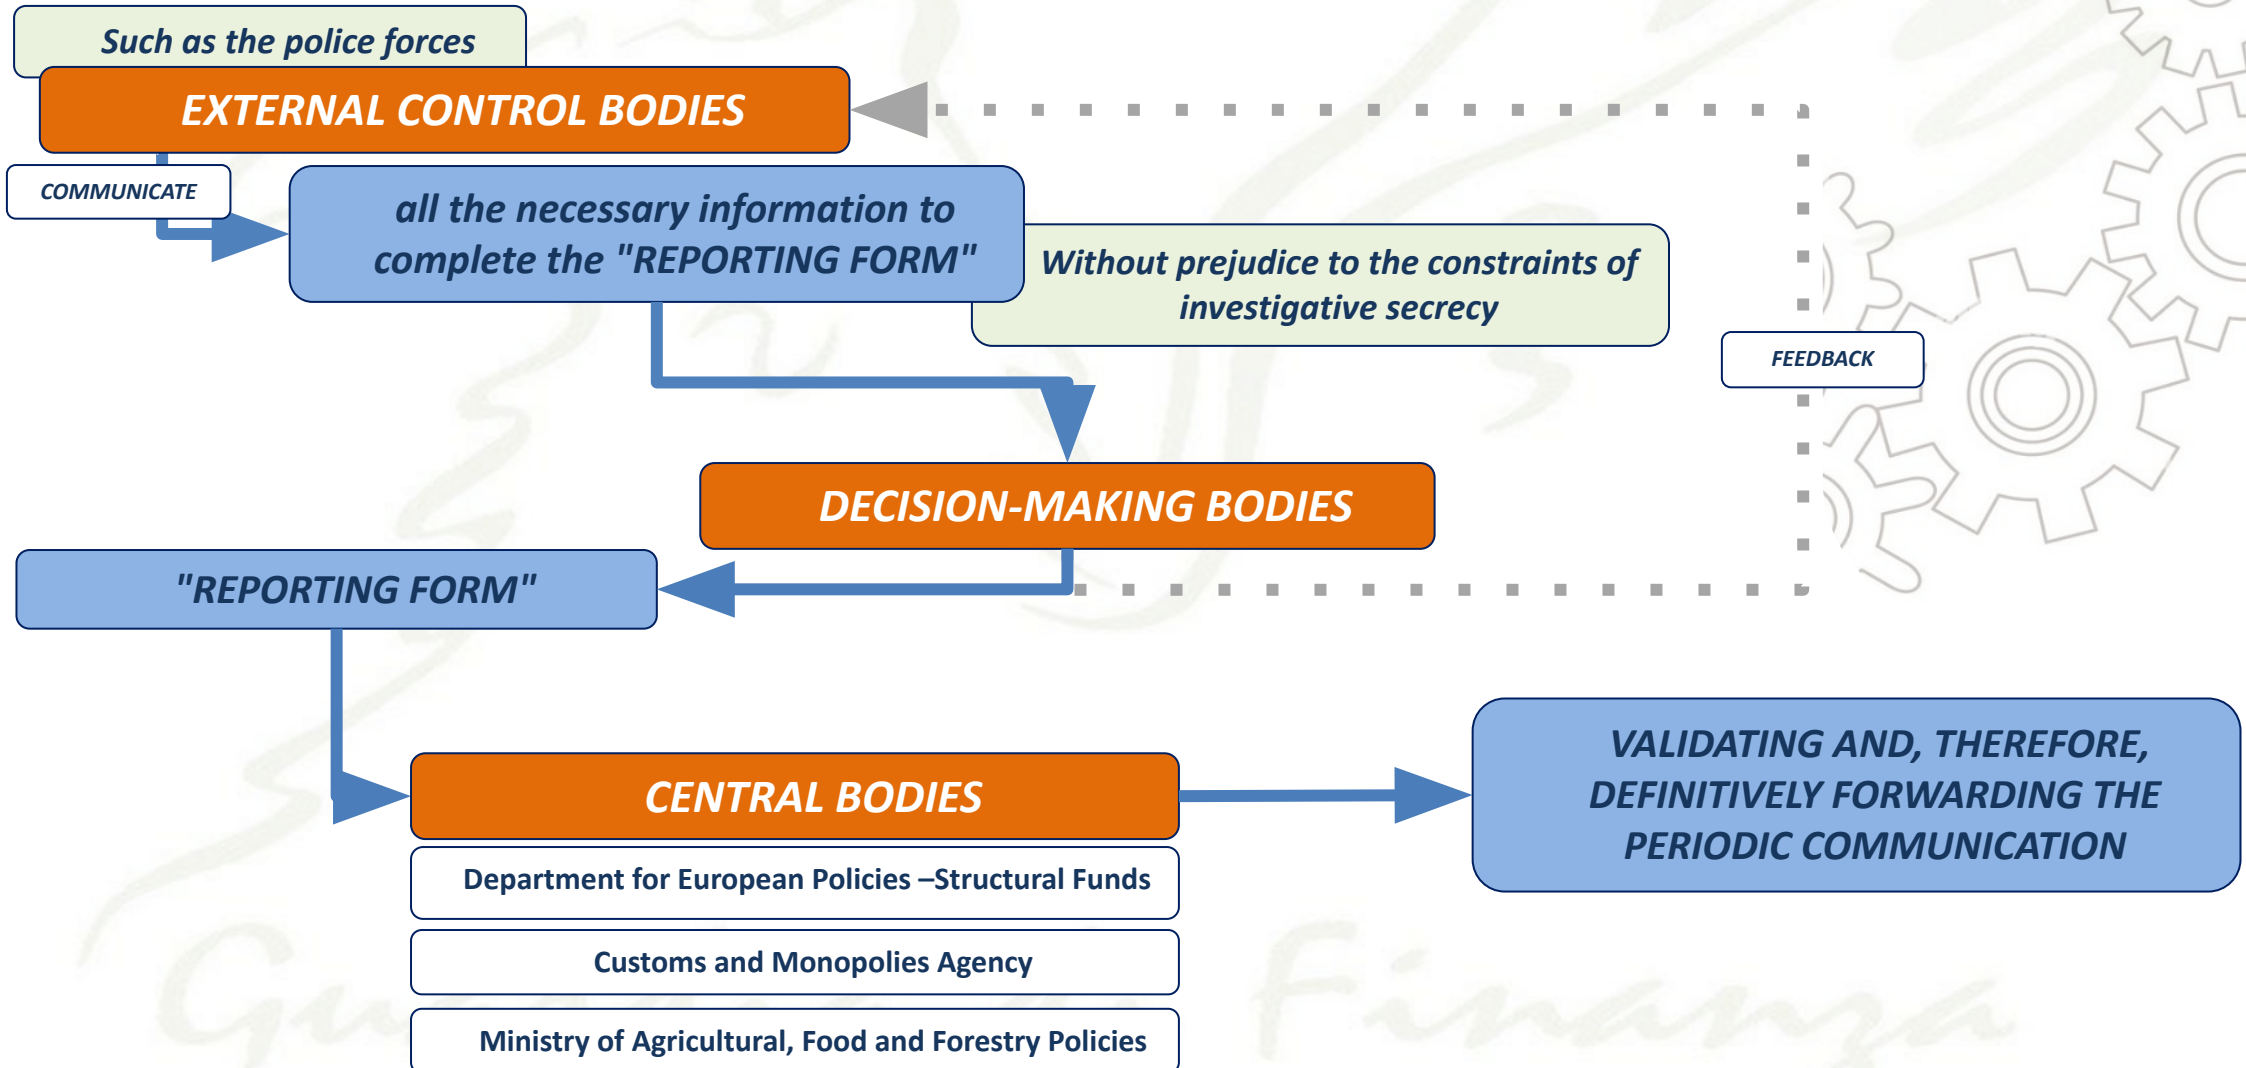 Such as the police forces
EXTERNAL CONTROL BODIES
COMMUNICATE
all the necessary information to
complete the "REPORTING FORM"
Without prejudice to the constraints of
investigative secrecy
FEEDBACK
DECISION-MAKING BODIES
"REPORTING FORM"
CENTRAL BODIES
VALIDATING AND, THEREFORE,
DEFINITIVELY FORWARDING THE
PERIODIC COMMUNICATION
Department for European Policies –Structural Funds
Customs and Monopolies Agency
Ministry of Agricultural, Food and Forestry Policies
Finanza